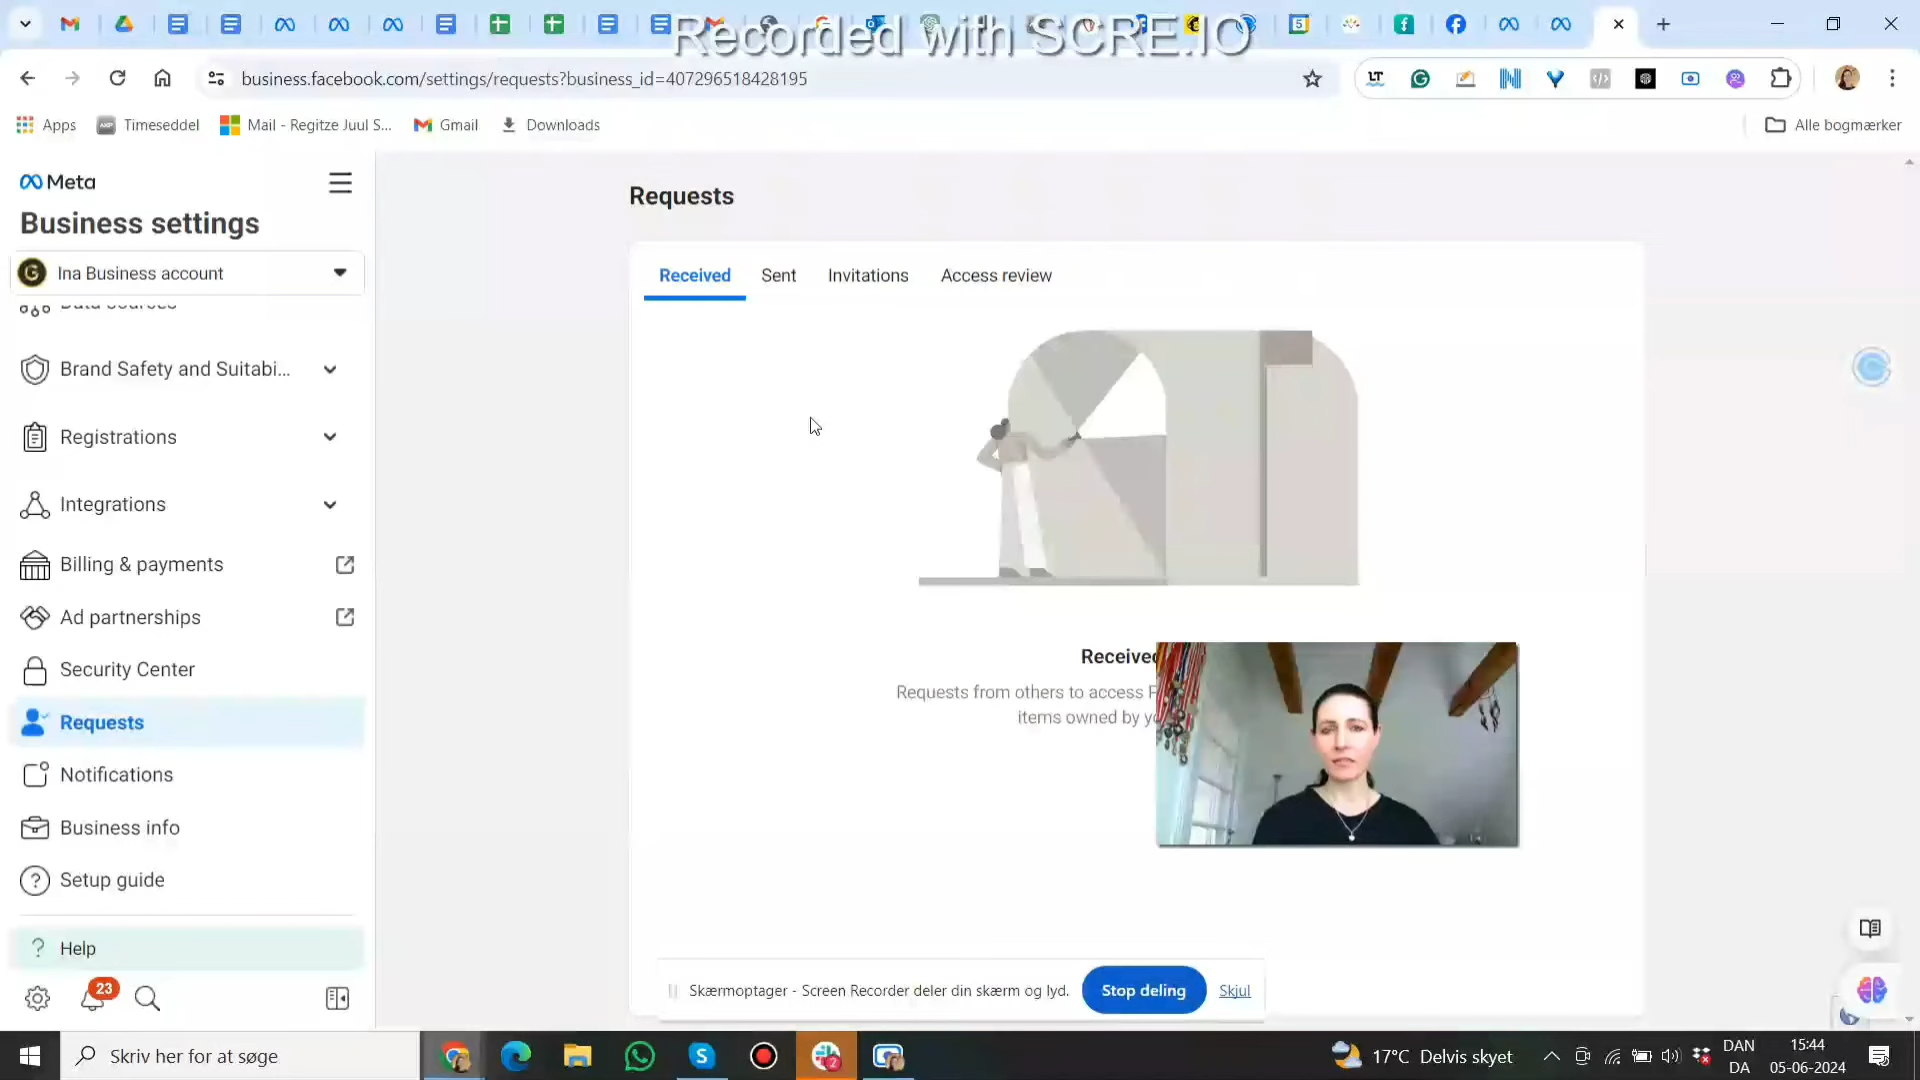 Recorded with SCRE.IO
business.facebook.com/settings/requests?business_id=407296518428195
Apps
Timeseddel
Mail - Regitze Juul S...
Gmail
Downloads
Alle bogmærker
Meta
Business settings
G
Ina Business account
Data Sources
Brand Safety and Suitabi...
Registrations
Integrations
Billing & payments
Ad partnerships
Security Center
Requests
Notifications
Business info
Setup guide
Help
23
Requests
Received
Sent
Invitations
Access review
Received
Requests from others to access
items owned by
Skærmoptager - Screen Recorder deler din skærm og lyd.
Stop deling
Skjul
Skriv her for at søge
17°C Delvis skyet
DAN
DA
15:44
05-06-2024